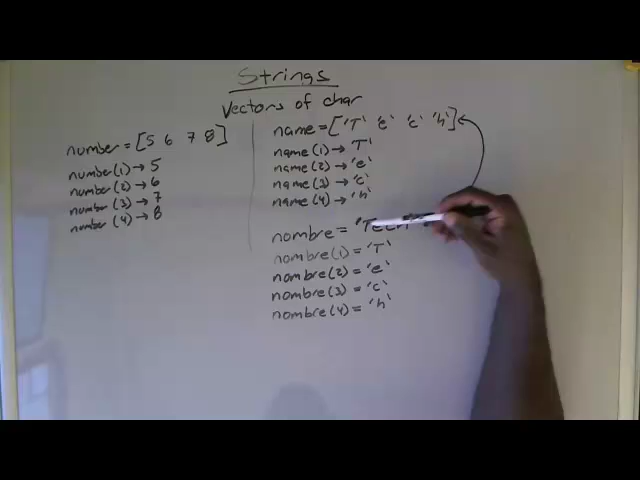 Strings
Vectors of char
number = [5 6 7 8]
number(1) → 5
number(2) → 6
number(3) → 7
number(4) → 8
name = ['T' 'e' 'c' 'h']
name(1) → 'T'
name(2) → 'e'
name(3) → 'c'
name(4) → 'h'
nombre = 'Tech
nombre(1) = 'T'
nombre(2) = 'e'
nombre(3) = 'c'
nombre(4) = 'h'